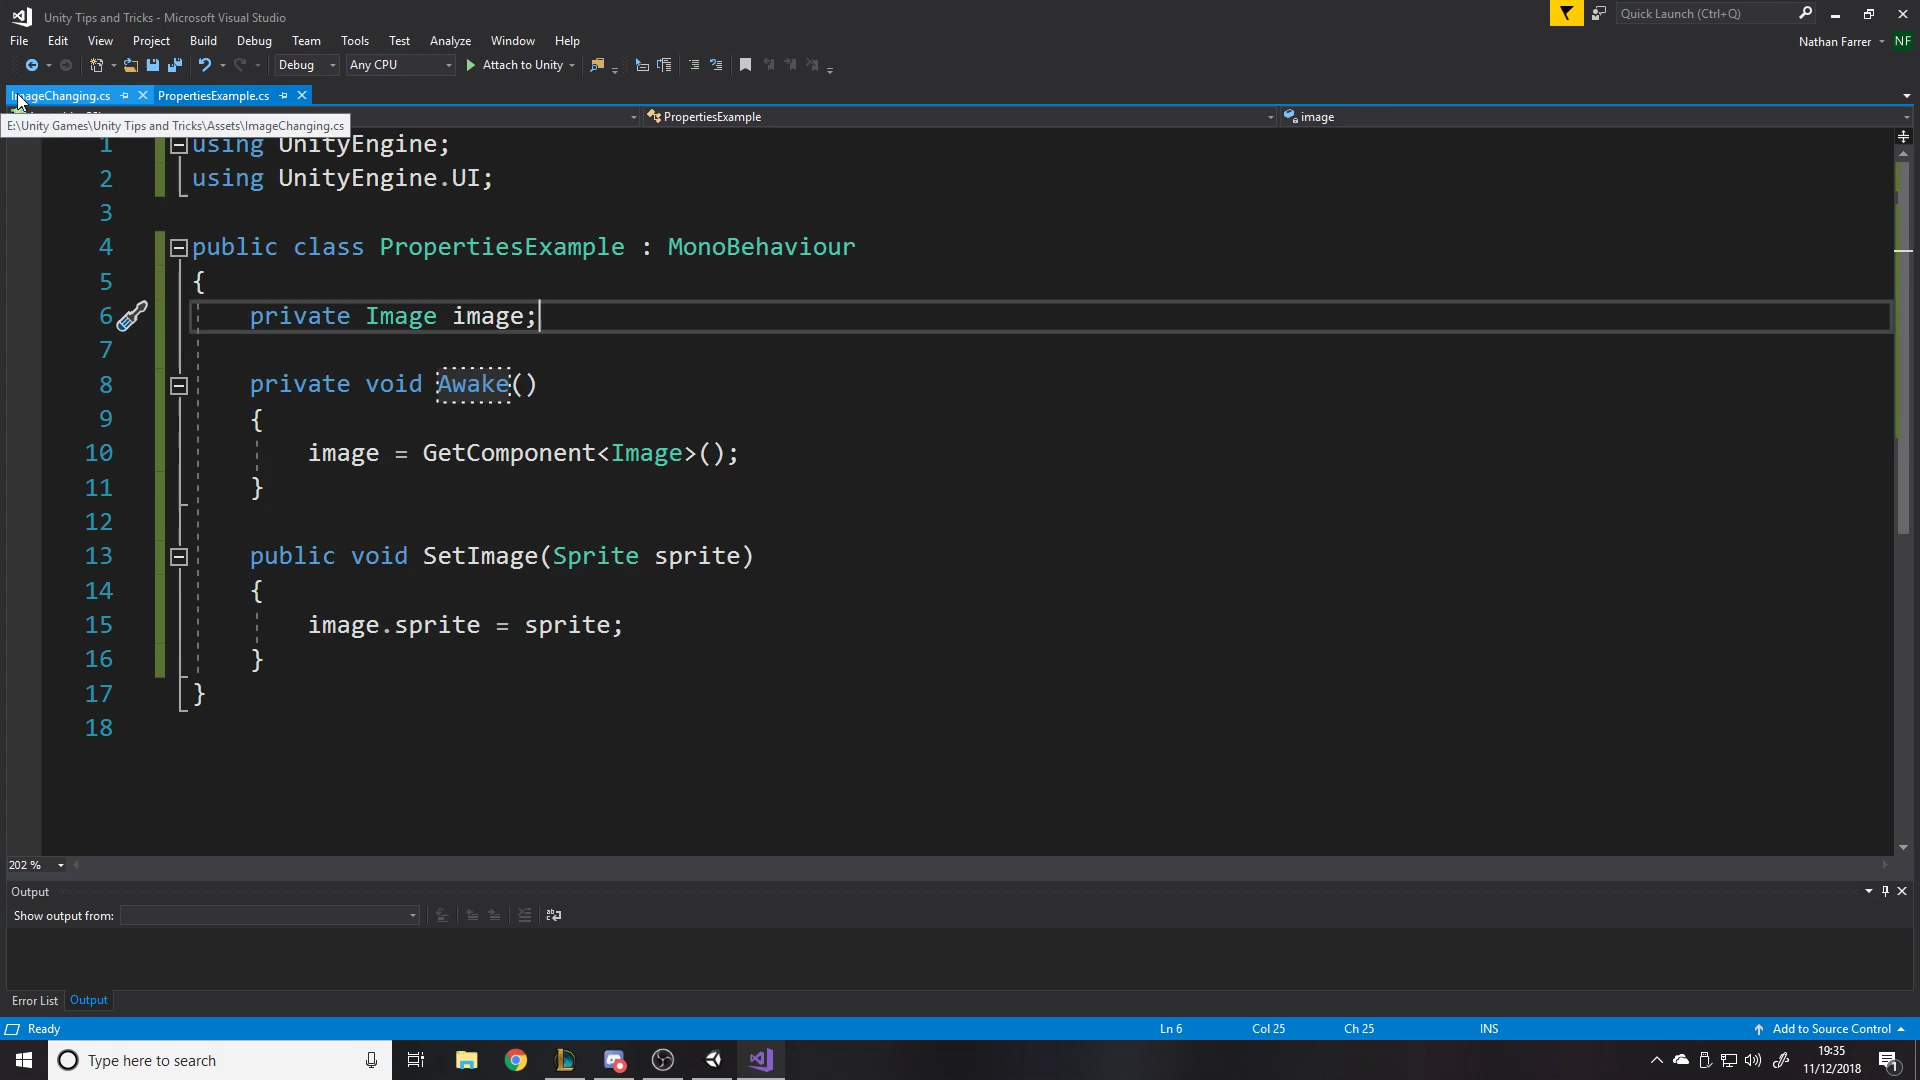 Unity Tips and Tricks - Microsoft Visual Studio
Quick Launch (Ctrl+Q)
File Edit View Project Build Debug Team Tools Test Analyze Window Help
Nathan Farrer NF
Debug Any CPU Attach to Unity
ImageChanging.cs PropertiesExample.cs
PropertiesExample image
E:\Unity Games\Unity Tips and Tricks\Assets\ImageChanging.cs
1 using UnityEngine;
2 using UnityEngine.UI;
3
4 public class PropertiesExample : MonoBehaviour
5 {
6 private Image image;
7
8 private void Awake()
9 {
10 image = GetComponent<Image>();
11 }
12
13 public void SetImage(Sprite sprite)
14 {
15 image.sprite = sprite;
16 }
17 }
18
202 %
Output
Show output from:
Error List Output
Ready Ln 6 Col 25 Ch 25 INS Add to Source Control
Type here to search
19:35
11/12/2018
1